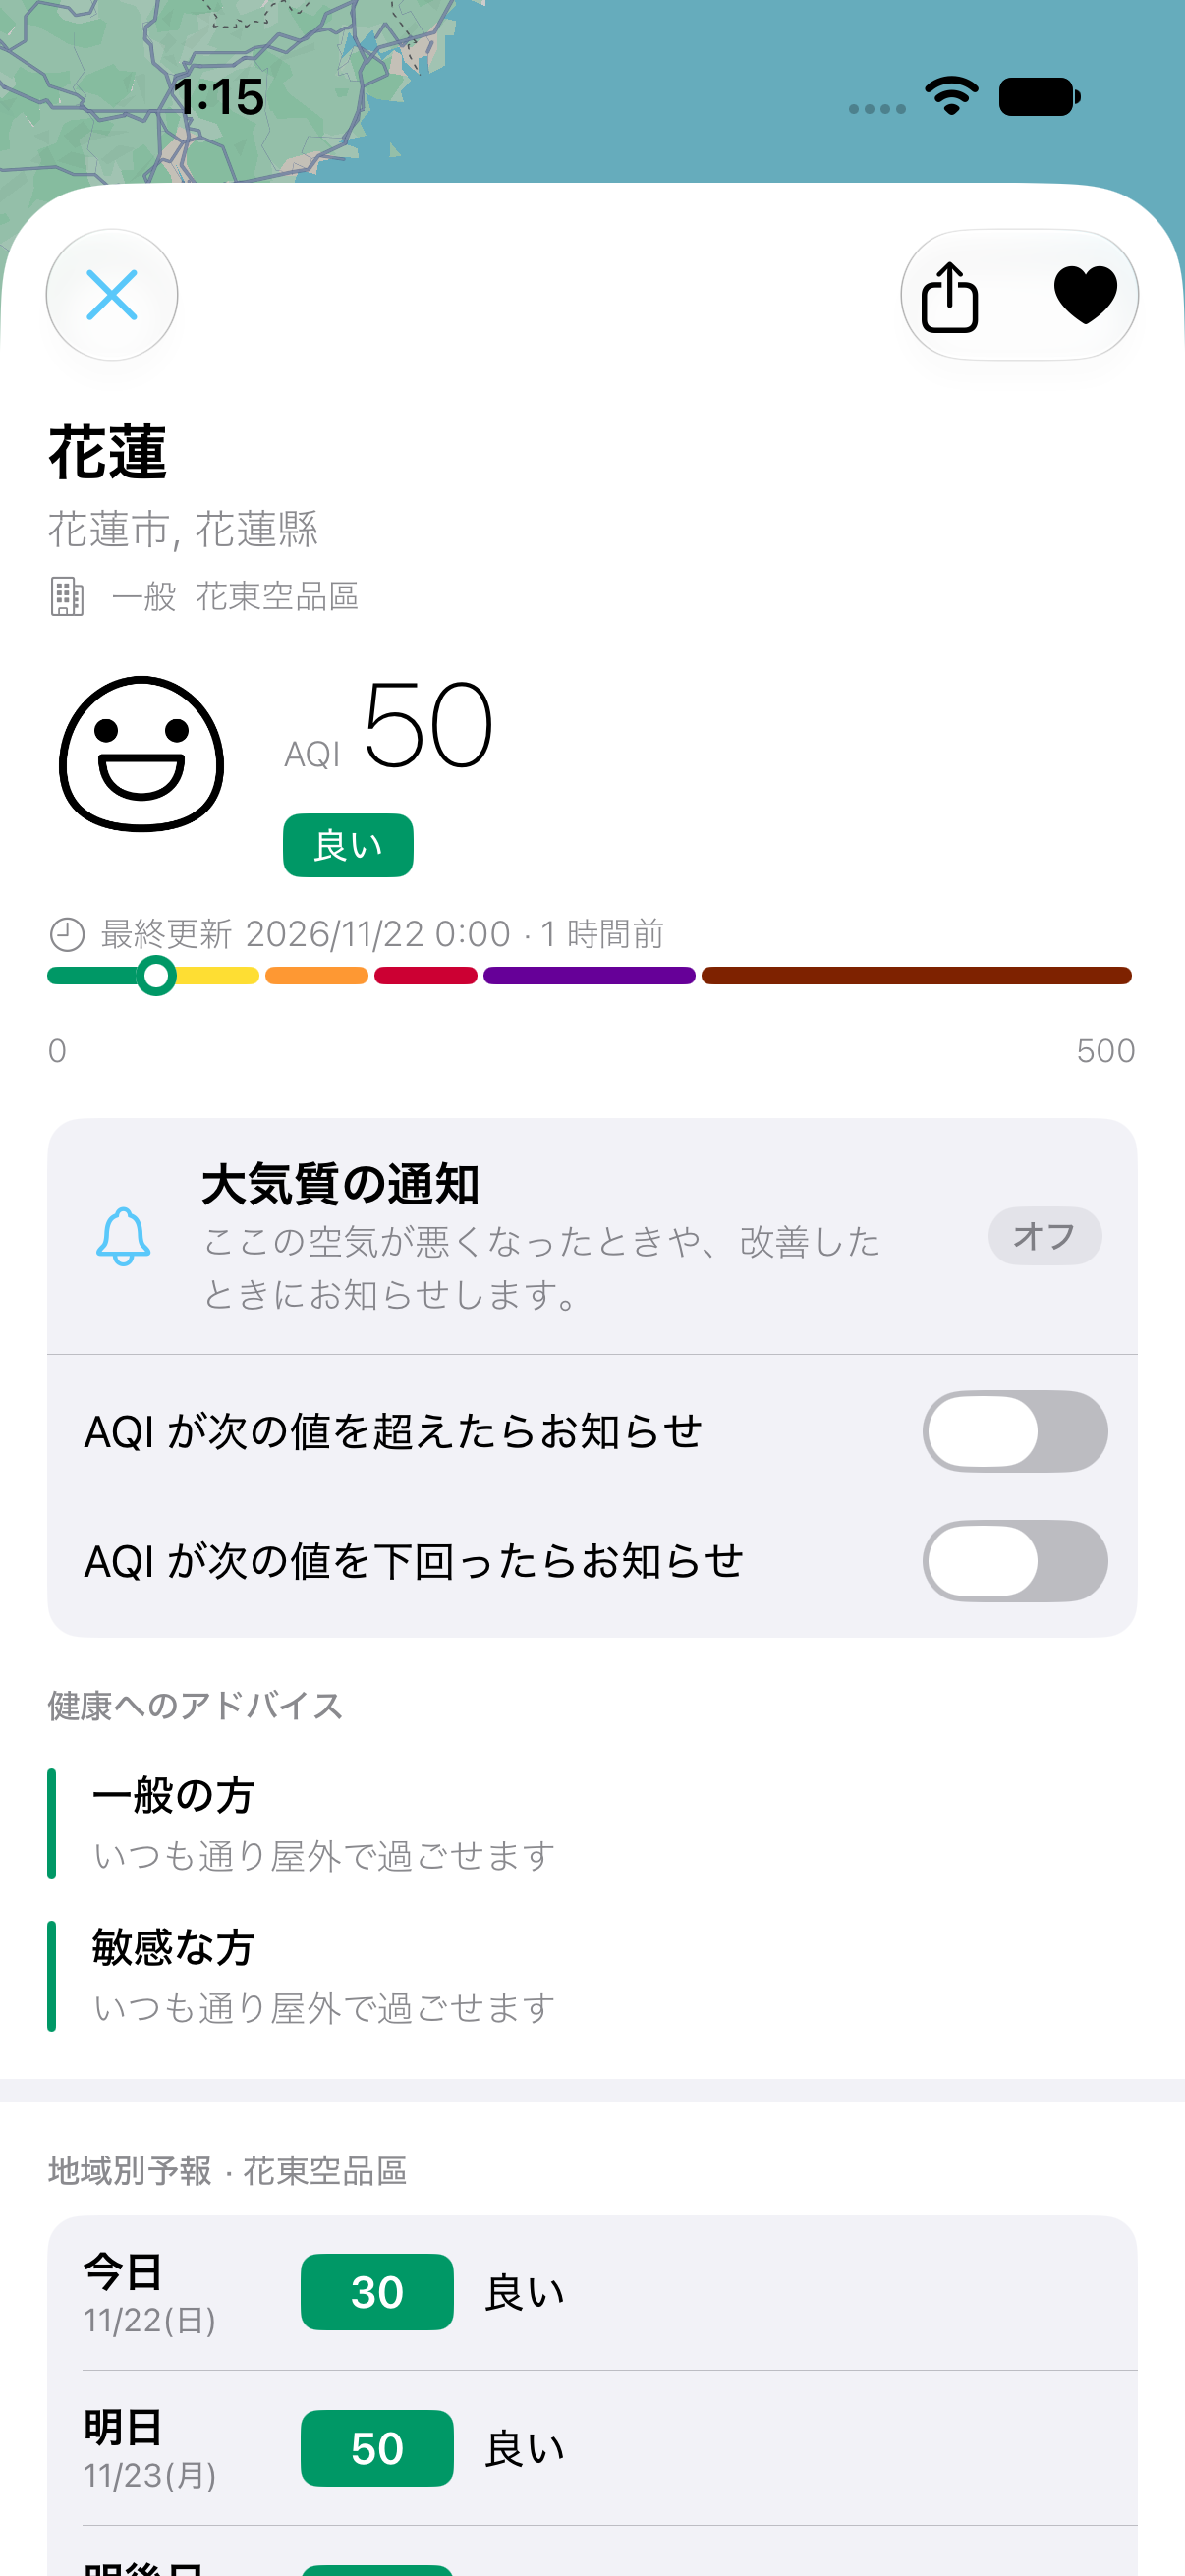 1:15
花蓮
花蓮市, 花蓮縣
一般 花東空品區
AQI 50
良い
最終更新 2026/11/22 0:00 · 1 時間前
0
500
大気質の通知
ここの空気が悪くなったときや、改善した
ときにお知らせします。
オフ
AQI が次の値を超えたらお知らせ
AQI が次の値を下回ったらお知らせ
健康へのアドバイス
一般の方
いつも通り屋外で過ごせます
敏感な方
いつも通り屋外で過ごせます
地域別予報 · 花東空品區
今日
11/22(日)
30
良い
明日
11/23(月)
50
良い
明後日